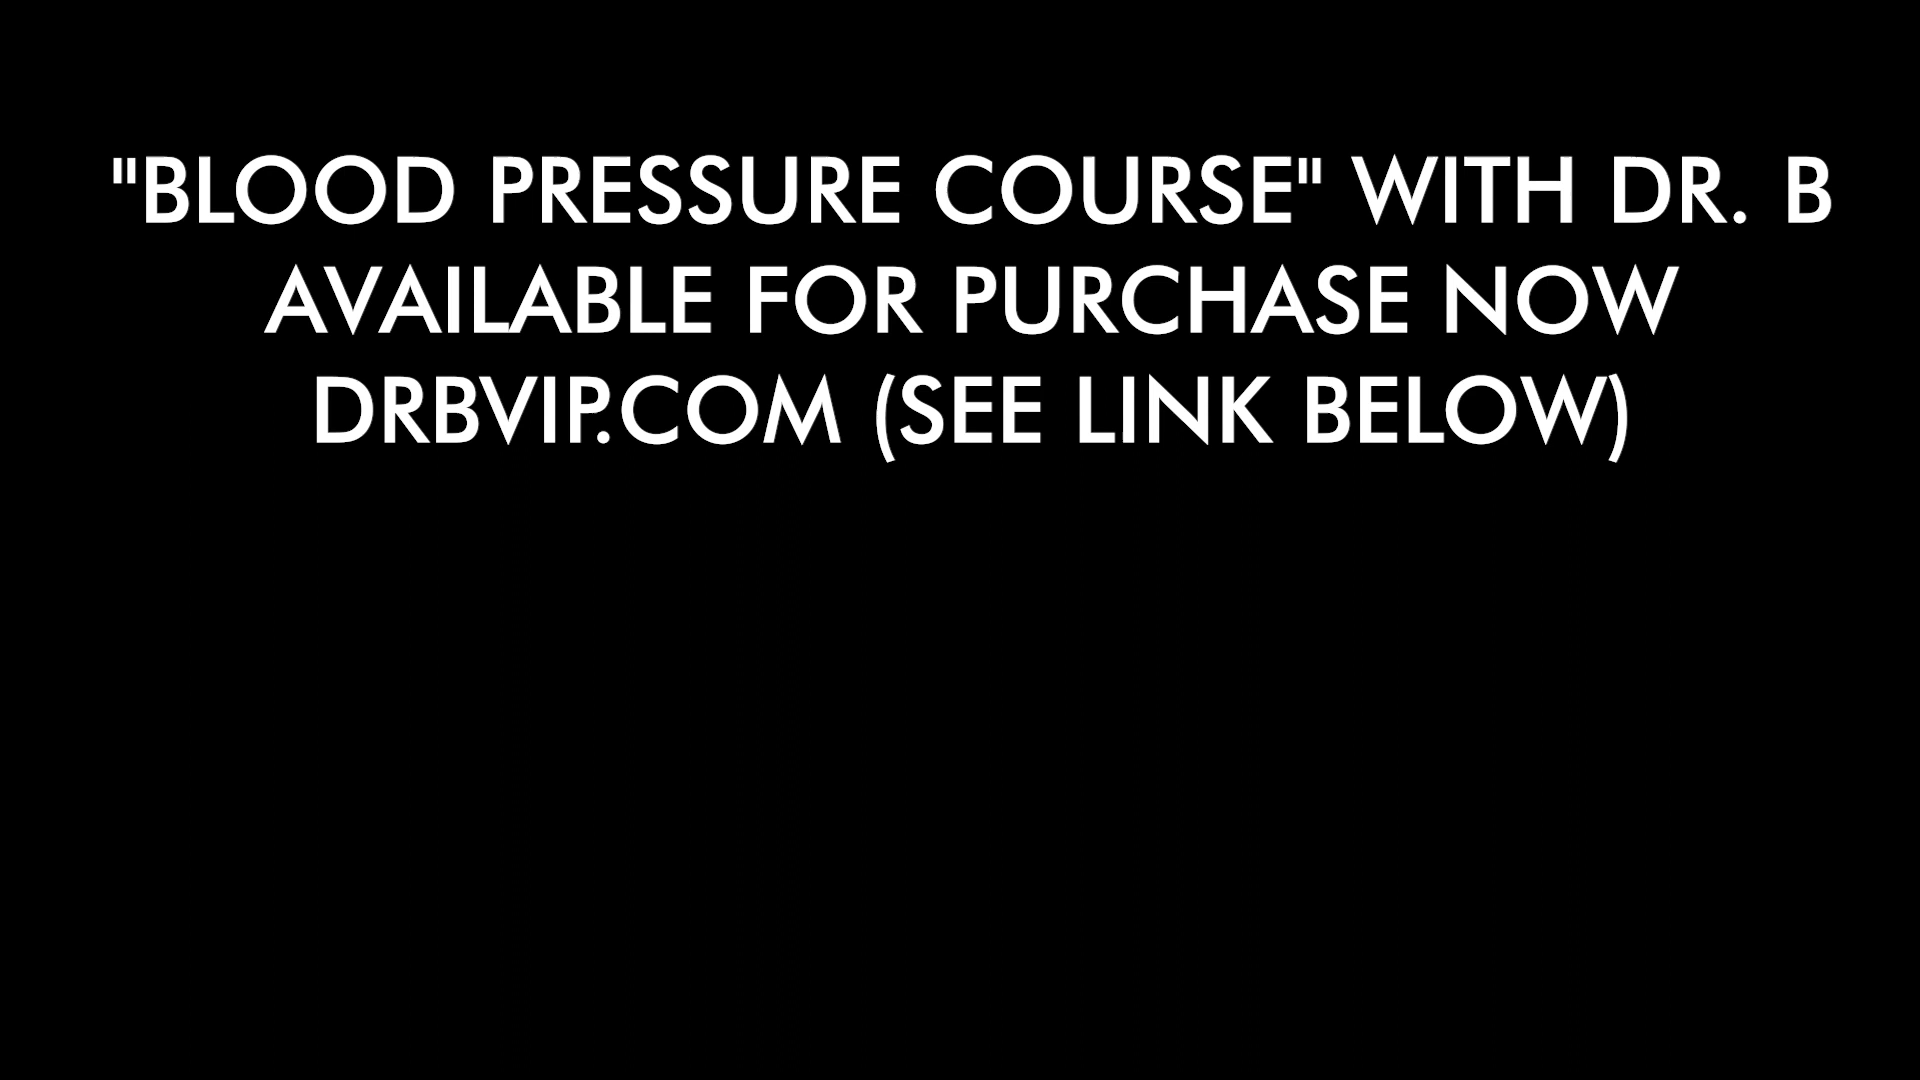 "BLOOD PRESSURE COURSE" WITH DR. B
AVAILABLE FOR PURCHASE NOW
DRBVIP.COM (SEE LINK BELOW)